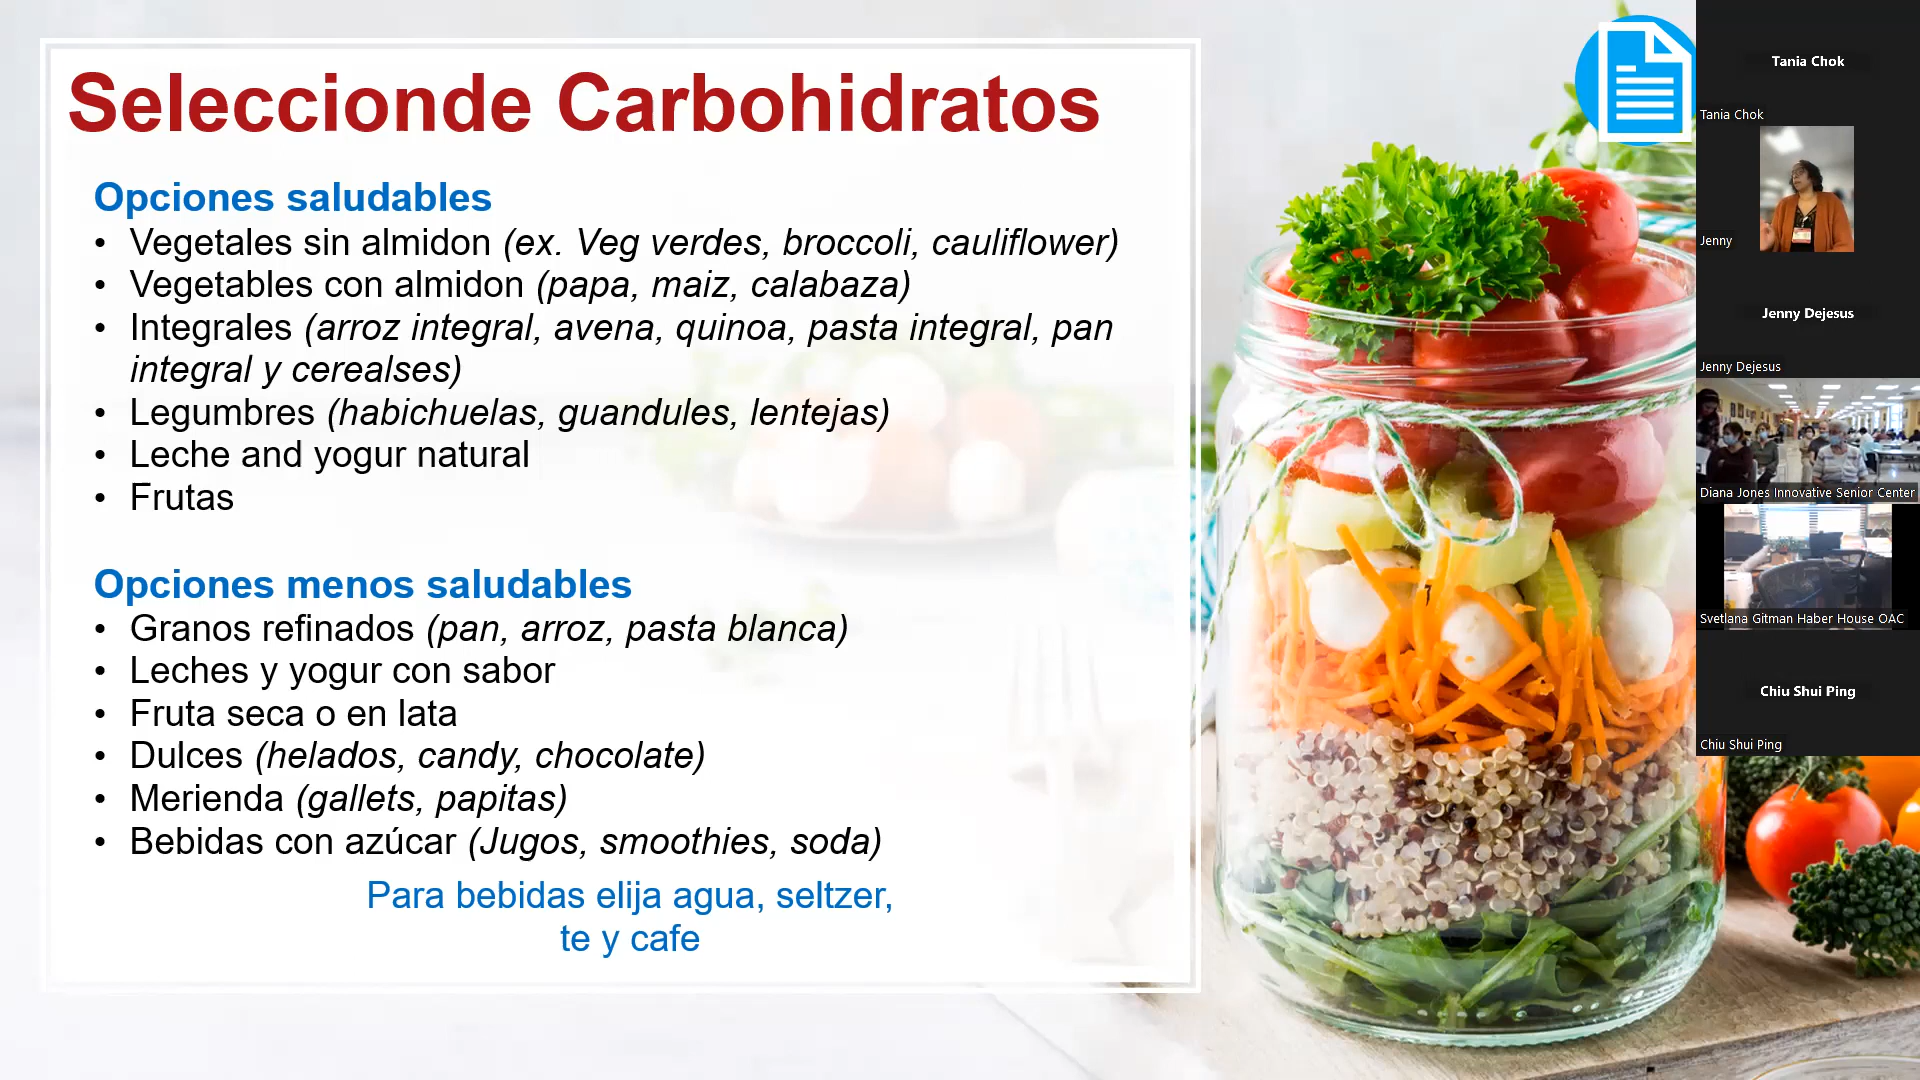 Seleccionde Carbohidratos
Opciones saludables
• Vegetales sin almidon (ex. Veg verdes, broccoli, cauliflower)
• Vegetables con almidon (papa, maiz, calabaza)
• Integrales (arroz integral, avena, quinoa, pasta integral, pan
integral y cerealses)
• Legumbres (habichuelas, guandules, lentejas)
• Leche and yogur natural
• Frutas
Opciones menos saludables
• Granos refinados (pan, arroz, pasta blanca)
• Leches y yogur con sabor
• Fruta seca o en lata
• Dulces (helados, candy, chocolate)
• Merienda (gallets, papitas)
• Bebidas con azúcar (Jugos, smoothies, soda)
Para bebidas elija agua, seltzer,
te y cafe
Tania Chok
Tania Chok
Jenny
Jenny Dejesus
Jenny Dejesus
Diana Jones Innovative Senior Center
Svetlana Gitman Haber House OAC
Chiu Shui Ping
Chiu Shui Ping